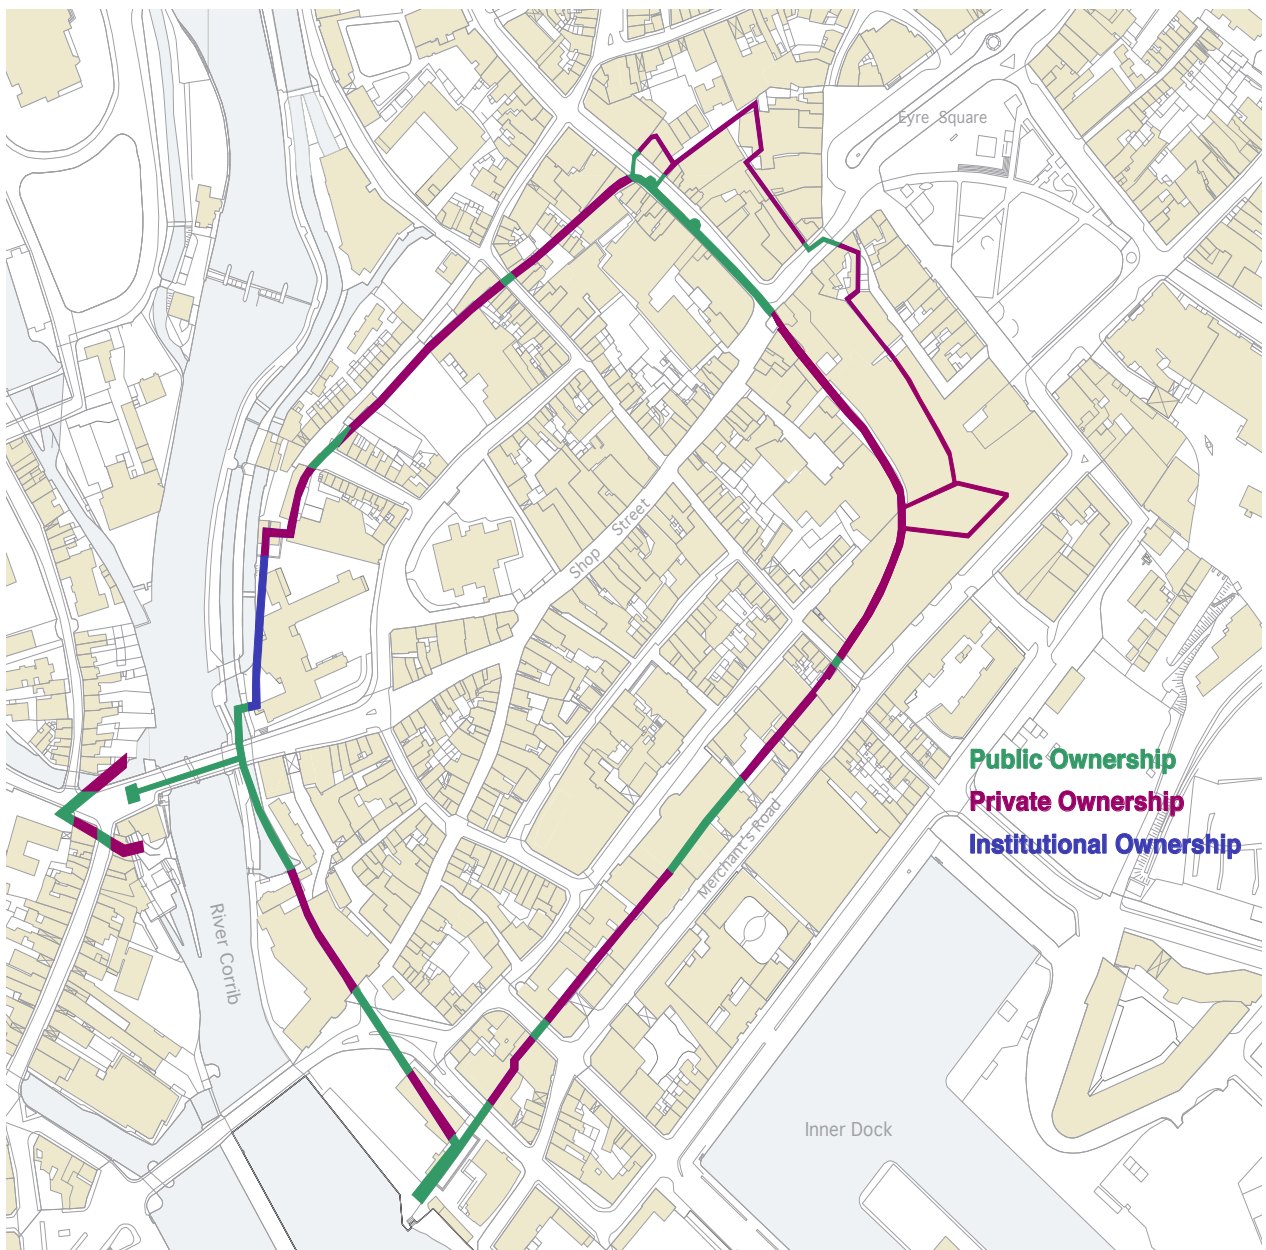 Eyre Square
Shop Street
Public Ownership
Private Ownership
Institutional Ownership
Merchant's Road
River Corrib
Inner Dock